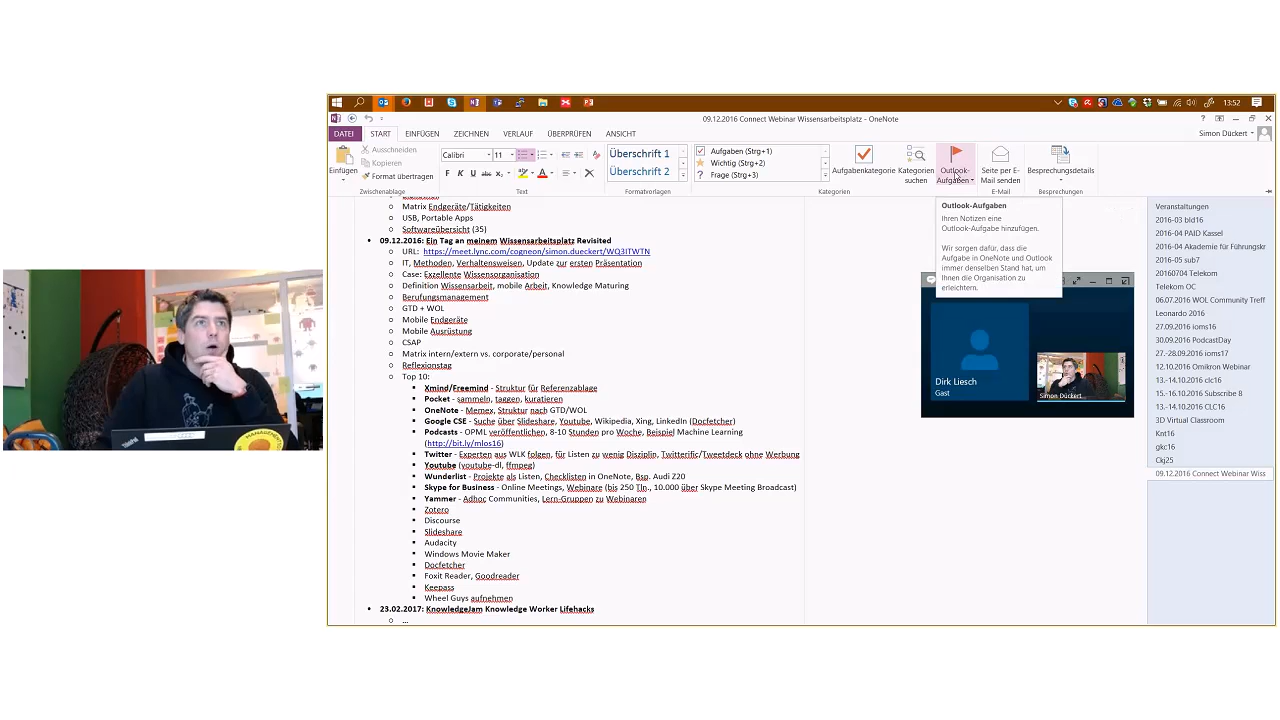 13:52
09.12.2016 Connect Webinar Wissensarbeitsplatz - OneNote
DATEI START EINFÜGEN ZEICHNEN VERLAUF ÜBERPRÜFEN ANSICHT
Simon Dückert
Einfügen
Ausschneiden
Kopieren
Format übertragen
Zwischenablage
Calibri 11
F K U
Text
Überschrift 1
Überschrift 2
Formatvorlagen
Aufgaben (Strg+1)
Wichtig (Strg+2)
Frage (Strg+3)
Aufgabenkategorie
Kategorien suchen
Kategorien
Outlook-Aufgaben
Seite per E-Mail senden
E-Mail
Besprechungsdetails
Besprechungen
Outlook-Aufgaben
Ihren Notizen eine
Outlook-Aufgabe hinzufügen.
Wir sorgen dafür, dass die
Aufgabe in OneNote und Outlook
immer denselben Stand hat, um
Ihnen die Organisation zu
erleichtern.
Matrix Endgeräte/Tätigkeiten
USB, Portable Apps
Softwareübersicht (35)
09.12.2016: Ein Tag an meinem Wissensarbeitsplatz Revisited
URL: https://meet.lync.com/cogneon/simon.dueckert/WQ3ITWTN
IT, Methoden, Verhaltensweisen, Update zur ersten Präsentation
Case: Exzellente Wissensorganisation
Definition Wissensarbeit, mobile Arbeit, Knowledge Maturing
Berufungsmanagement
GTD + WOL
Mobile Endgeräte
Mobile Ausrüstung
CSAP
Matrix intern/extern vs. corporate/personal
Reflexionstag
Top 10:
Xmind/Freemind - Struktur für Referenzablage
Pocket - sammeln, taggen, kuratieren
OneNote - Memex, Struktur nach GTD/WOL
Google CSE - Suche über Slideshare, Youtube, Wikipedia, Xing, LinkedIn (Docfetcher)
Podcasts - OPML veröffentlichen, 8-10 Stunden pro Woche, Beispiel Machine Learning
(http://bit.ly/mlos16)
Twitter - Experten aus WLK folgen, für Listen zu wenig Disziplin, Twitterific/Tweetdeck ohne Werbung
Youtube (youtube-dl, ffmpeg)
Wunderlist - Projekte als Listen, Checklisten in OneNote, Bsp. Audi Z20
Skype for Business - Online Meetings, Webinare (bis 250 Tln., 10.000 über Skype Meeting Broadcast)
Yammer - Adhoc Communities, Lern-Gruppen zu Webinaren
Zotero
Discourse
Slideshare
Audacity
Windows Movie Maker
Docfetcher
Foxit Reader, Goodreader
Keepass
Wheel Guys aufnehmen
23.02.2017: KnowledgeJam Knowledge Worker Lifehacks
...
Dirk Liesch
Gast
Simon Dückert
Veranstaltungen
2016-03 bld16
2016-04 PAID Kassel
2016-04 Akademie für Führungskr
2016-05 sub7
20160704 Telekom
Telekom OC
06.07.2016 WOL Community Treff
Leonardo 2016
27.09.2016 ioms16
30.09.2016 PodcastDay
27.-28.09.2016 ioms17
12.10.2016 Omikron Webinar
13.-14.10.2016 clc16
15.-16.10.2016 Subscribe 8
13.-14.10.2016 CLC16
3D Virtual Classroom
Knt16
gkc16
Ckj25
09.12.2016 Connect Webinar Wiss